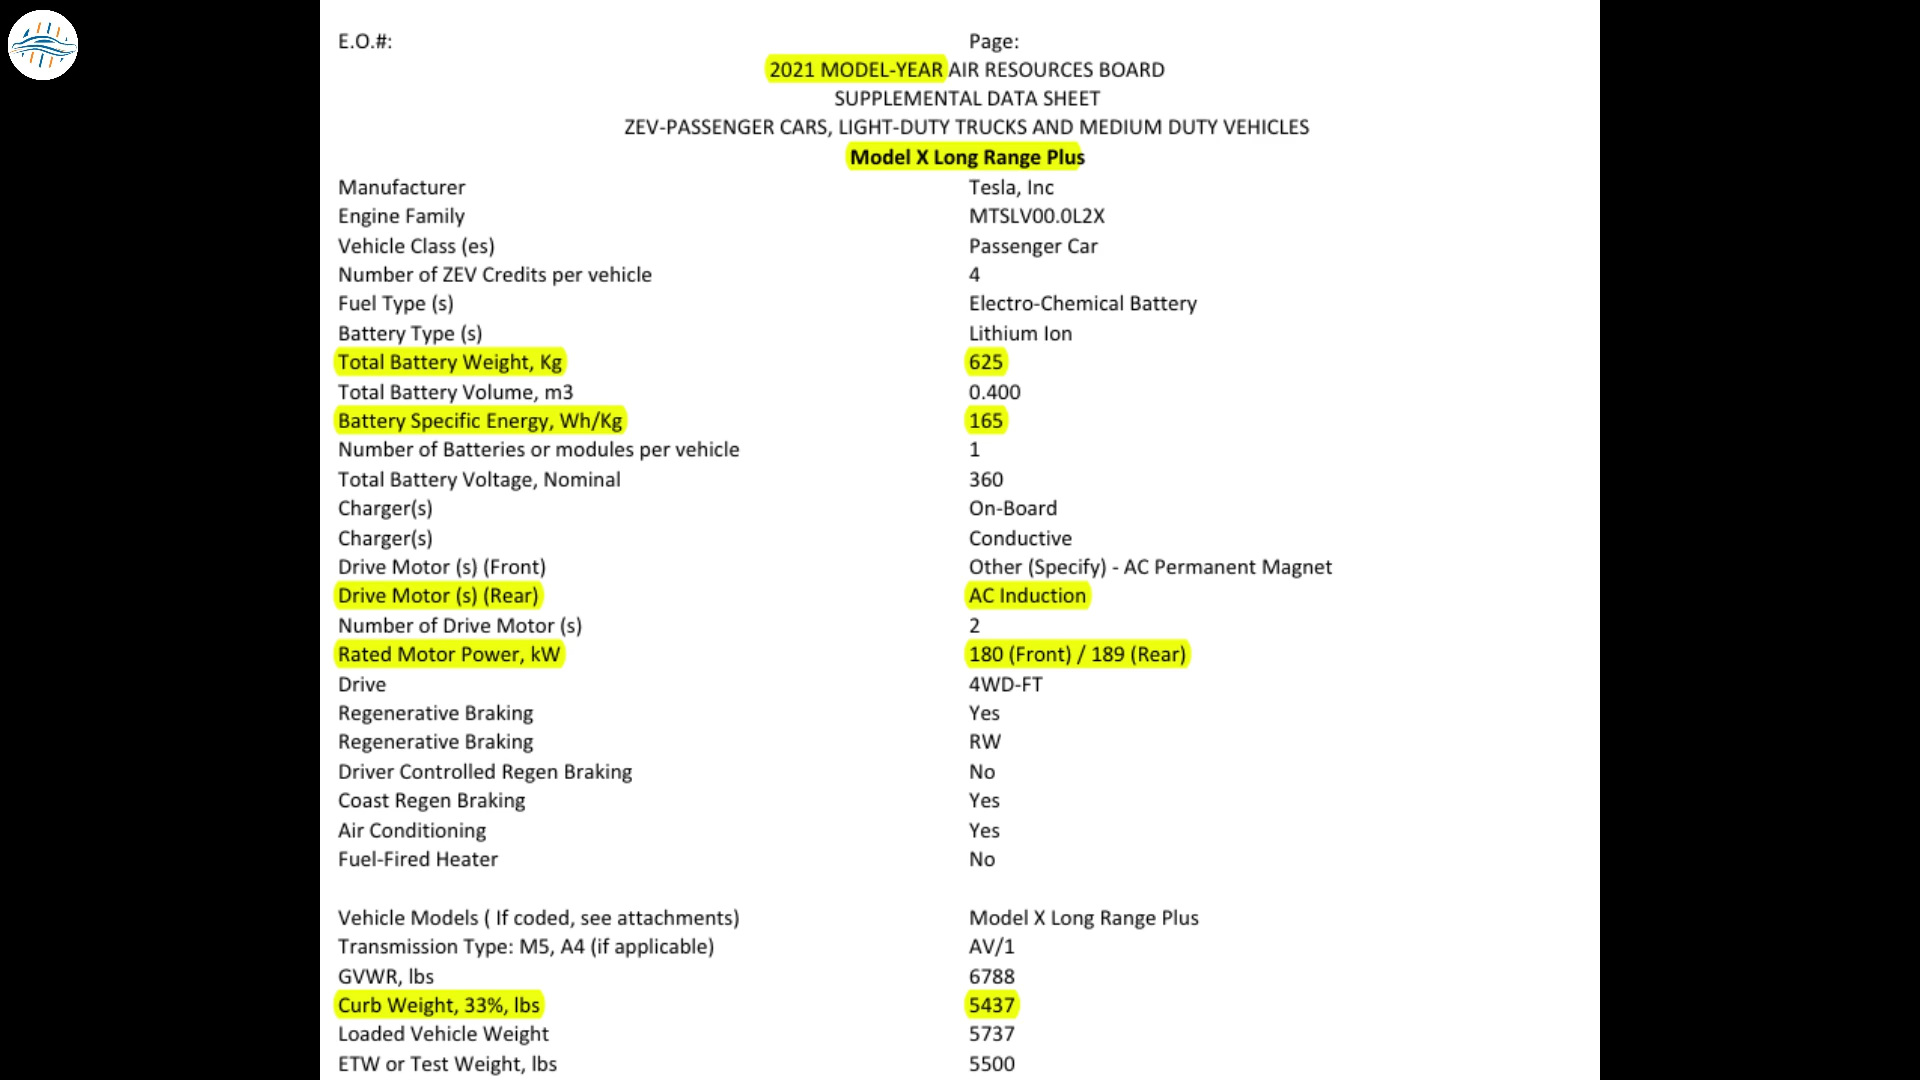 E.O.#: Page:
2021 MODEL-YEAR AIR RESOURCES BOARD
SUPPLEMENTAL DATA SHEET
ZEV-PASSENGER CARS, LIGHT-DUTY TRUCKS AND MEDIUM DUTY VEHICLES
Model X Long Range Plus
Manufacturer Tesla, Inc
Engine Family MTSLV00.0L2X
Vehicle Class (es) Passenger Car
Number of ZEV Credits per vehicle 4
Fuel Type (s) Electro-Chemical Battery
Battery Type (s) Lithium Ion
Total Battery Weight, Kg 625
Total Battery Volume, m3 0.400
Battery Specific Energy, Wh/Kg 165
Number of Batteries or modules per vehicle 1
Total Battery Voltage, Nominal 360
Charger(s) On-Board
Charger(s) Conductive
Drive Motor (s) (Front) Other (Specify) - AC Permanent Magnet
Drive Motor (s) (Rear) AC Induction
Number of Drive Motor (s) 2
Rated Motor Power, kW 180 (Front) / 189 (Rear)
Drive 4WD-FT
Regenerative Braking Yes
Regenerative Braking RW
Driver Controlled Regen Braking No
Coast Regen Braking Yes
Air Conditioning Yes
Fuel-Fired Heater No
Vehicle Models ( If coded, see attachments) Model X Long Range Plus
Transmission Type: M5, A4 (if applicable) AV/1
GVWR, lbs 6788
Curb Weight, 33%, lbs 5437
Loaded Vehicle Weight 5737
ETW or Test Weight, lbs 5500